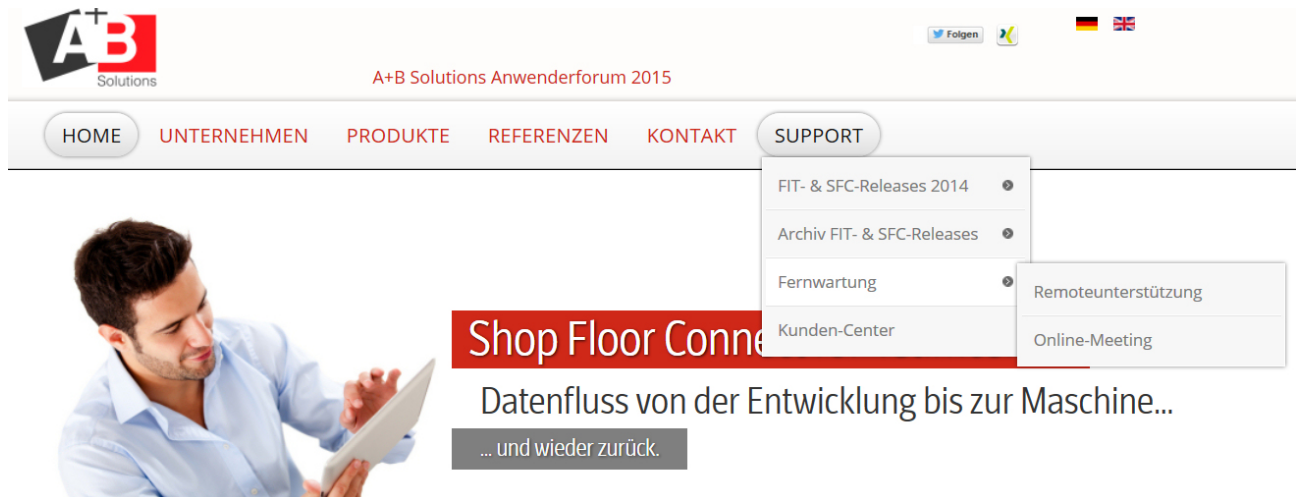 A+B
Solutions
Folgen
A+B Solutions Anwenderforum 2015
HOME UNTERNEHMEN PRODUKTE REFERENZEN KONTAKT SUPPORT
FIT- & SFC-Releases 2014
Archiv FIT- & SFC-Releases
Fernwartung
Kunden-Center
Remoteunterstützung
Online-Meeting
Shop Floor
Datenfluss von der Entwicklung bis zur Maschine...
... und wieder zurück.